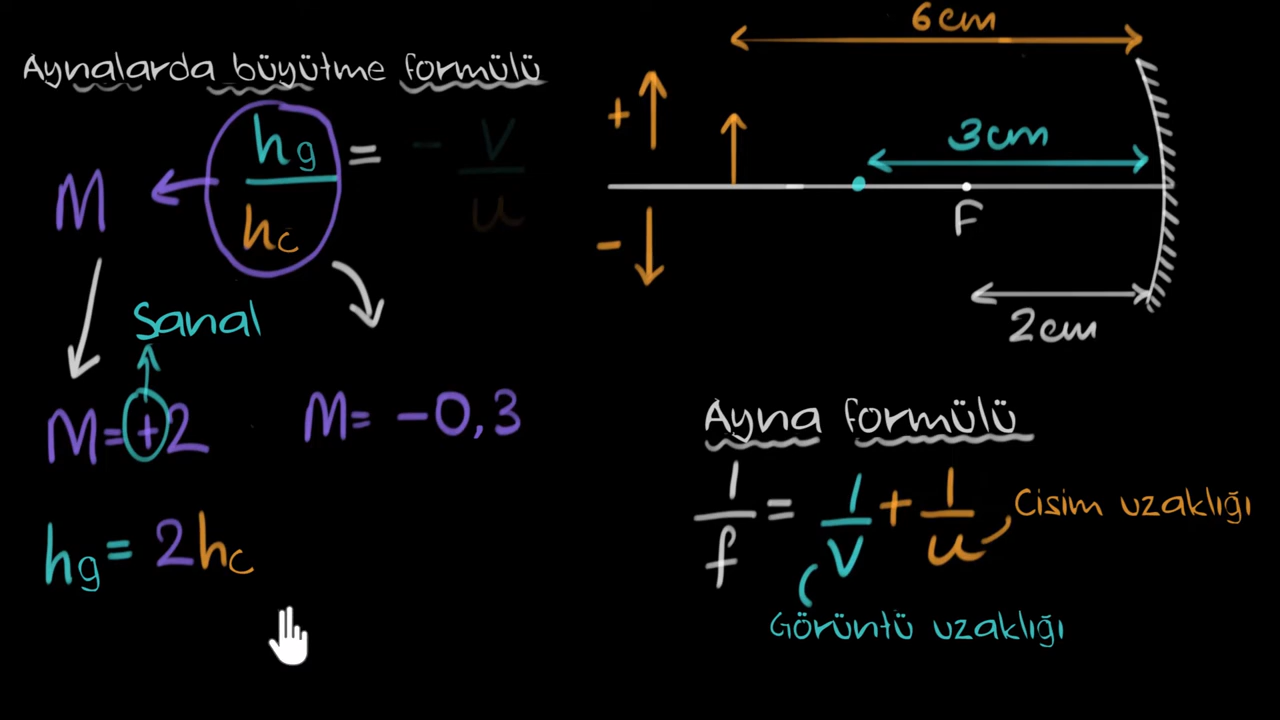 Aynalarda büyütme formülü
M ← hg / hc = - v / u
Sanal
M = +2
M = -0,3
hg = 2hc
6cm
+
3cm
F
-
2cm
Ayna formülü
1/f = 1/v + 1/u
Cisim uzaklığı
Görüntü uzaklığı